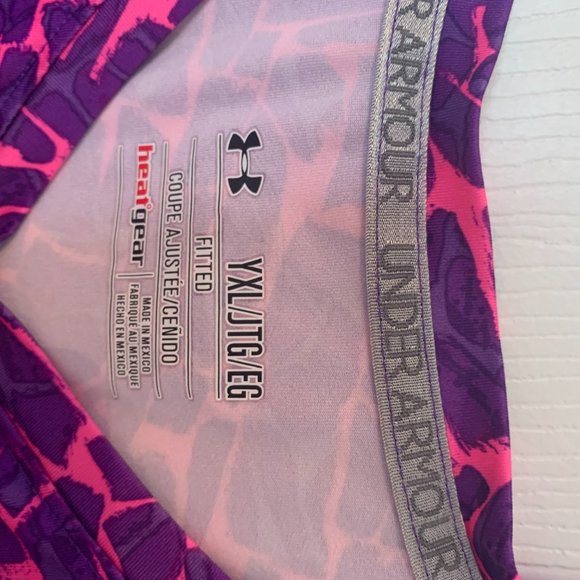 UNDER ARMOUR UNDER ARMOUR
YXL/JTG/EG
FITTED
COUPE AJUSTÉE/CEÑIDO
heatgear
MADE IN MEXICO
FABRIQUÉ AU MEXIQUE
HECHO EN MEXICO